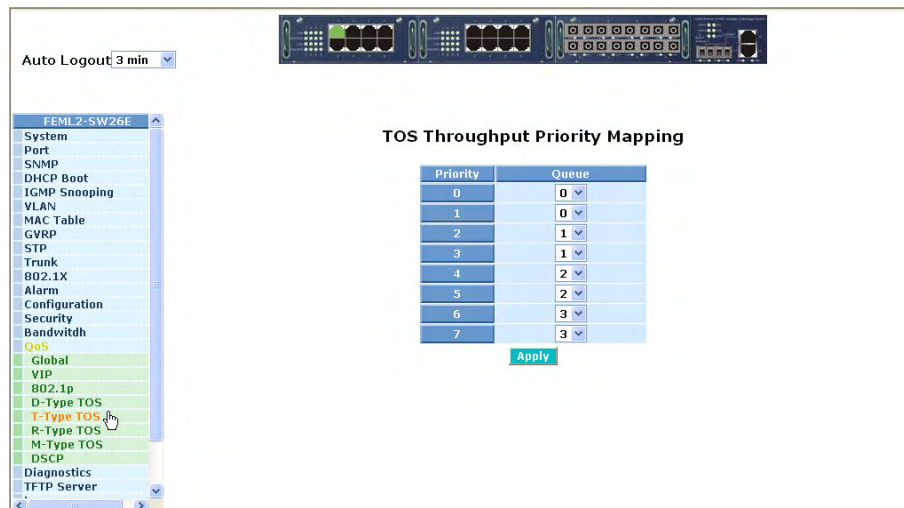 Auto Logout 3 min
FEML2-SW26E
System
Port
SNMP
DHCP Boot
IGMP Snooping
VLAN
MAC Table
GVRP
STP
Trunk
802.1X
Alarm
Configuration
Security
Bandwitdh
QoS
Global
VIP
802.1p
D-Type TOS
T-Type TOS
R-Type TOS
M-Type TOS
DSCP
Diagnostics
TFTP Server
TOS Throughput Priority Mapping
Priority Queue
0 0
1 0
2 1
3 1
4 2
5 2
6 3
7 3
Apply